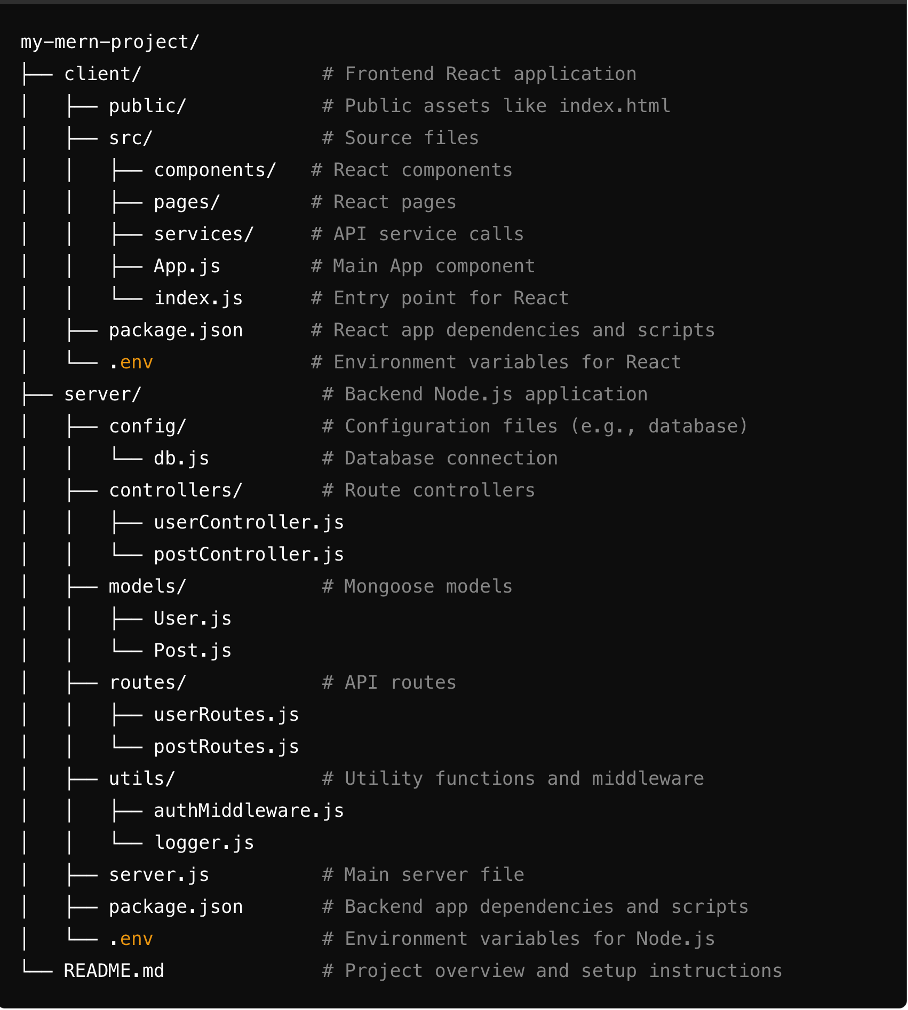 my-mern-project/
├── client/                # Frontend React application
│   ├── public/            # Public assets like index.html
│   ├── src/               # Source files
│   │   ├── components/   # React components
│   │   ├── pages/        # React pages
│   │   ├── services/     # API service calls
│   │   ├── App.js        # Main App component
│   │   └── index.js      # Entry point for React
│   ├── package.json      # React app dependencies and scripts
│   └── .env              # Environment variables for React
├── server/                # Backend Node.js application
│   ├── config/            # Configuration files (e.g., database)
│   │   └── db.js          # Database connection
│   ├── controllers/       # Route controllers
│   │   ├── userController.js
│   │   └── postController.js
│   ├── models/            # Mongoose models
│   │   ├── User.js
│   │   └── Post.js
│   ├── routes/            # API routes
│   │   ├── userRoutes.js
│   │   └── postRoutes.js
│   ├── utils/             # Utility functions and middleware
│   │   ├── authMiddleware.js
│   │   └── logger.js
│   ├── server.js          # Main server file
│   ├── package.json       # Backend app dependencies and scripts
│   └── .env               # Environment variables for Node.js
└── README.md              # Project overview and setup instructions